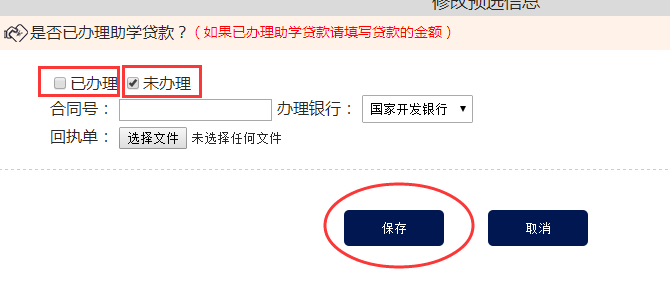 修改预选信息
是否已办理助学贷款？（如果已办理助学贷款请填写贷款的金额）
已办理 未办理
合同号： 办理银行： 国家开发银行
回执单： 选择文件 未选择任何文件
保存 取消